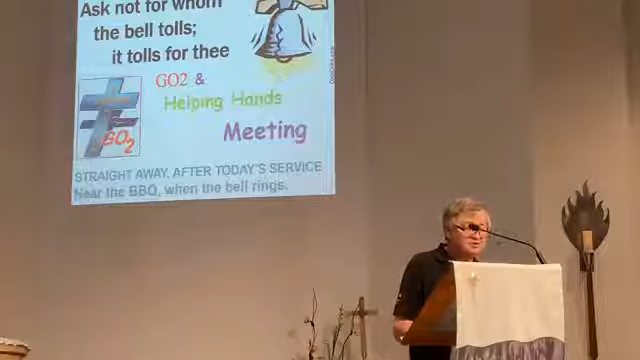 Ask not for whom
the bell tolls;
it tolls for thee
GO2 &
Helping Hands
Meeting
GO2
STRAIGHT AWAY, AFTER TODAY'S SERVICE
Near the BBQ, when the bell rings.